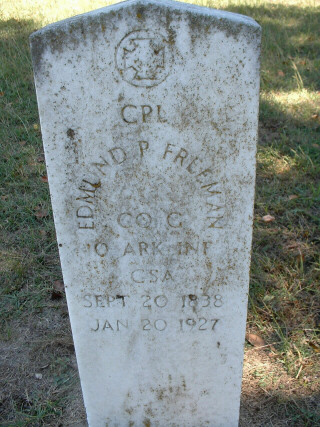 CPL
EDMUND P FREEMAN
CO G
ARK INF
CSA
SEPT 20 1838
JAN 20 1927